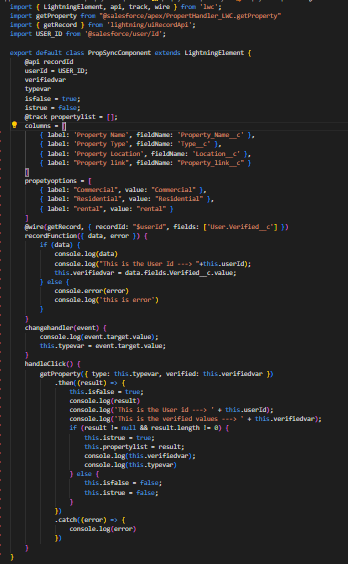 import { LightningElement, api, track, wire } from 'lwc';
import getProperty from "@salesforce/apex/PropertHandler_LWC.getProperty"
import { getRecord } from 'lightning/uiRecordApi';
import USER_ID from '@salesforce/user/Id';
export default class PropSyncComponent extends LightningElement {
@api recordId
userId = USER_ID;
verifiedvar
typevar
isfalse = true;
istrue = false;
@track propertylist = [];
columns = [
{ label: 'Property Name', fieldName: 'Property_Name__c' },
{ label: 'Property Type', fieldName: 'Type__c' },
{ label: 'Property Location', fieldName: 'Location__c' },
{ label: "Property link", fieldName: "Property_link__c" }
]
propetyoptions = [
{ label: "Commercial", value: "Commercial" },
{ label: "Residential", value: "Residential" },
{ label: "rental", value: "rental" }
]
@wire(getRecord, { recordId: "$userId", fields: ['User.Verified__c'] })
recordFunction({ data, error }) {
if (data) {
console.log(data)
console.log("This is the User Id ---> "+this.userId);
this.verifiedvar = data.fields.Verified__c.value;
} else {
console.error(error)
console.log('this is error')
}
}
changehandler(event) {
console.log(event.target.value);
this.typevar = event.target.value;
}
handleClick() {
getProperty({ type: this.typevar, verified: this.verifiedvar })
.then((result) => {
this.isfalse = true;
console.log(result)
console.log('This is the User id ---> ' + this.userId);
console.log('This is the verified values ---> ' + this.verifiedvar);
if (result != null && result.length != 0) {
this.istrue = true;
this.propertylist = result;
console.log(this.verifiedvar);
console.log(this.typevar)
} else {
this.isfalse = false;
this.istrue = false;
}
})
.catch((error) => {
console.log(error)
})
}
}